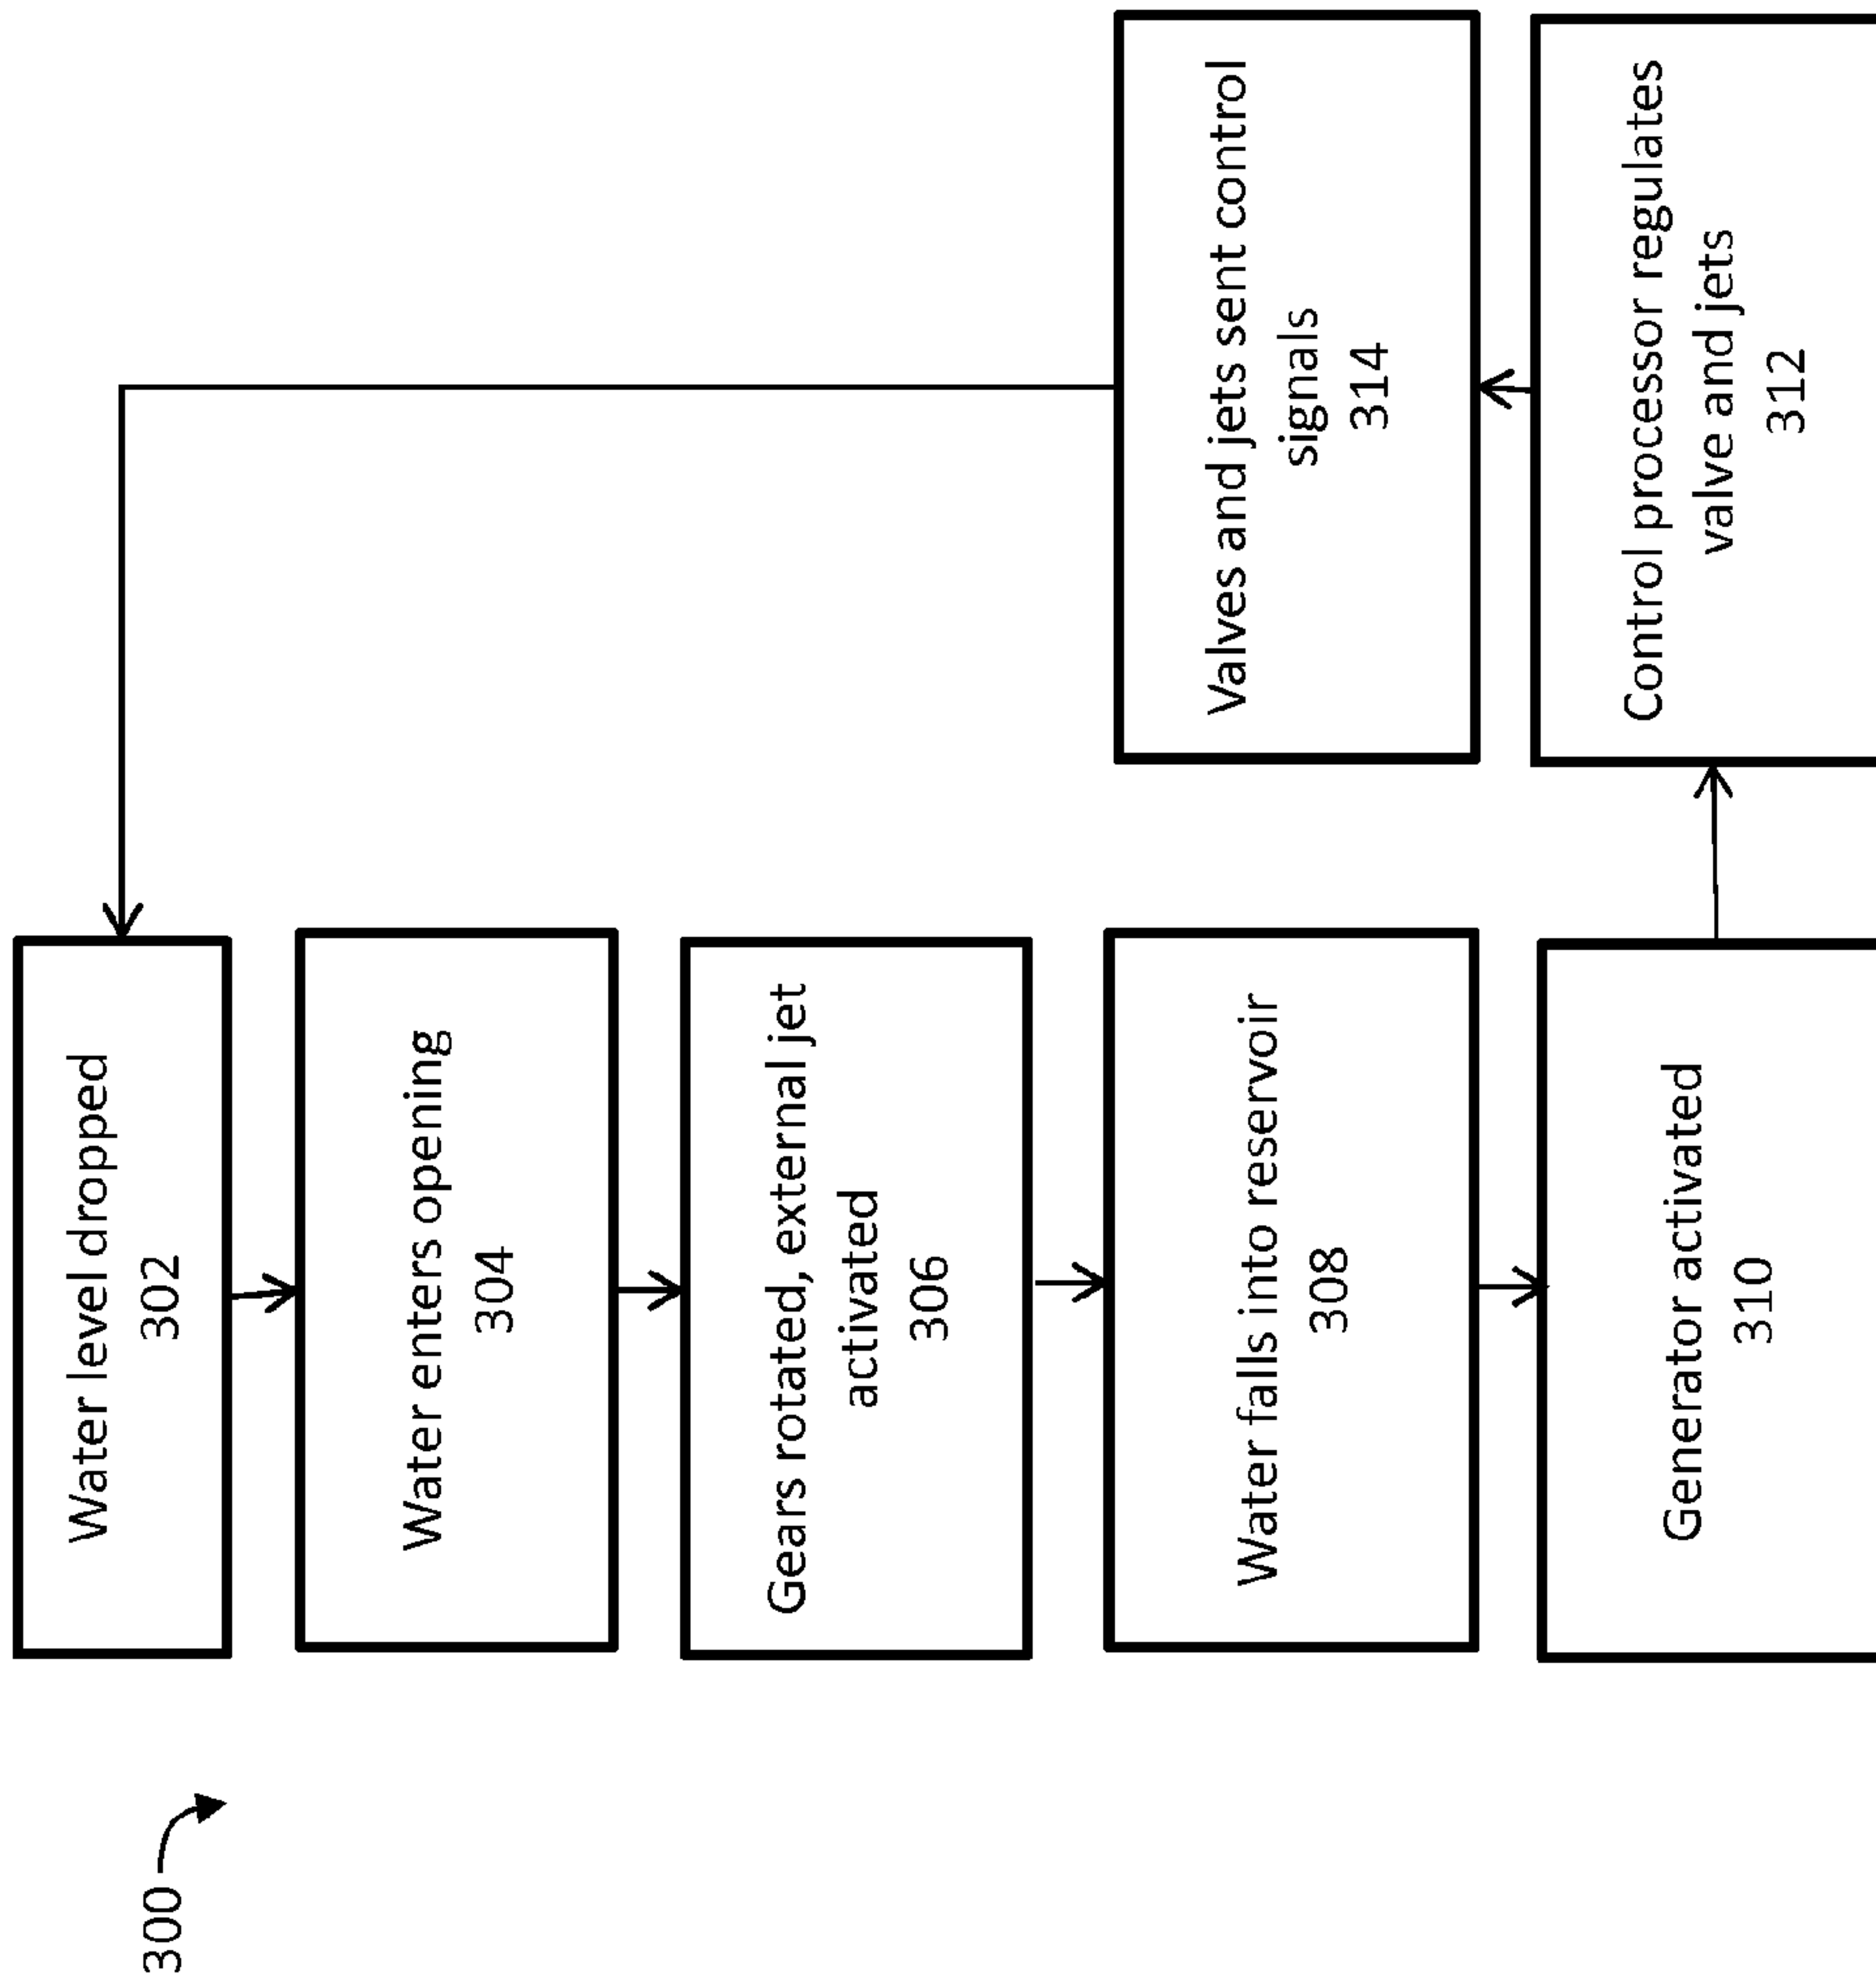 300
Water level dropped
302
Water enters opening
304
Gears rotated, external jet
activated
306
Water falls into reservoir
308
Generator activated
310
Control processor regulates
valve and jets
312
Valves and jets sent control
signals
314